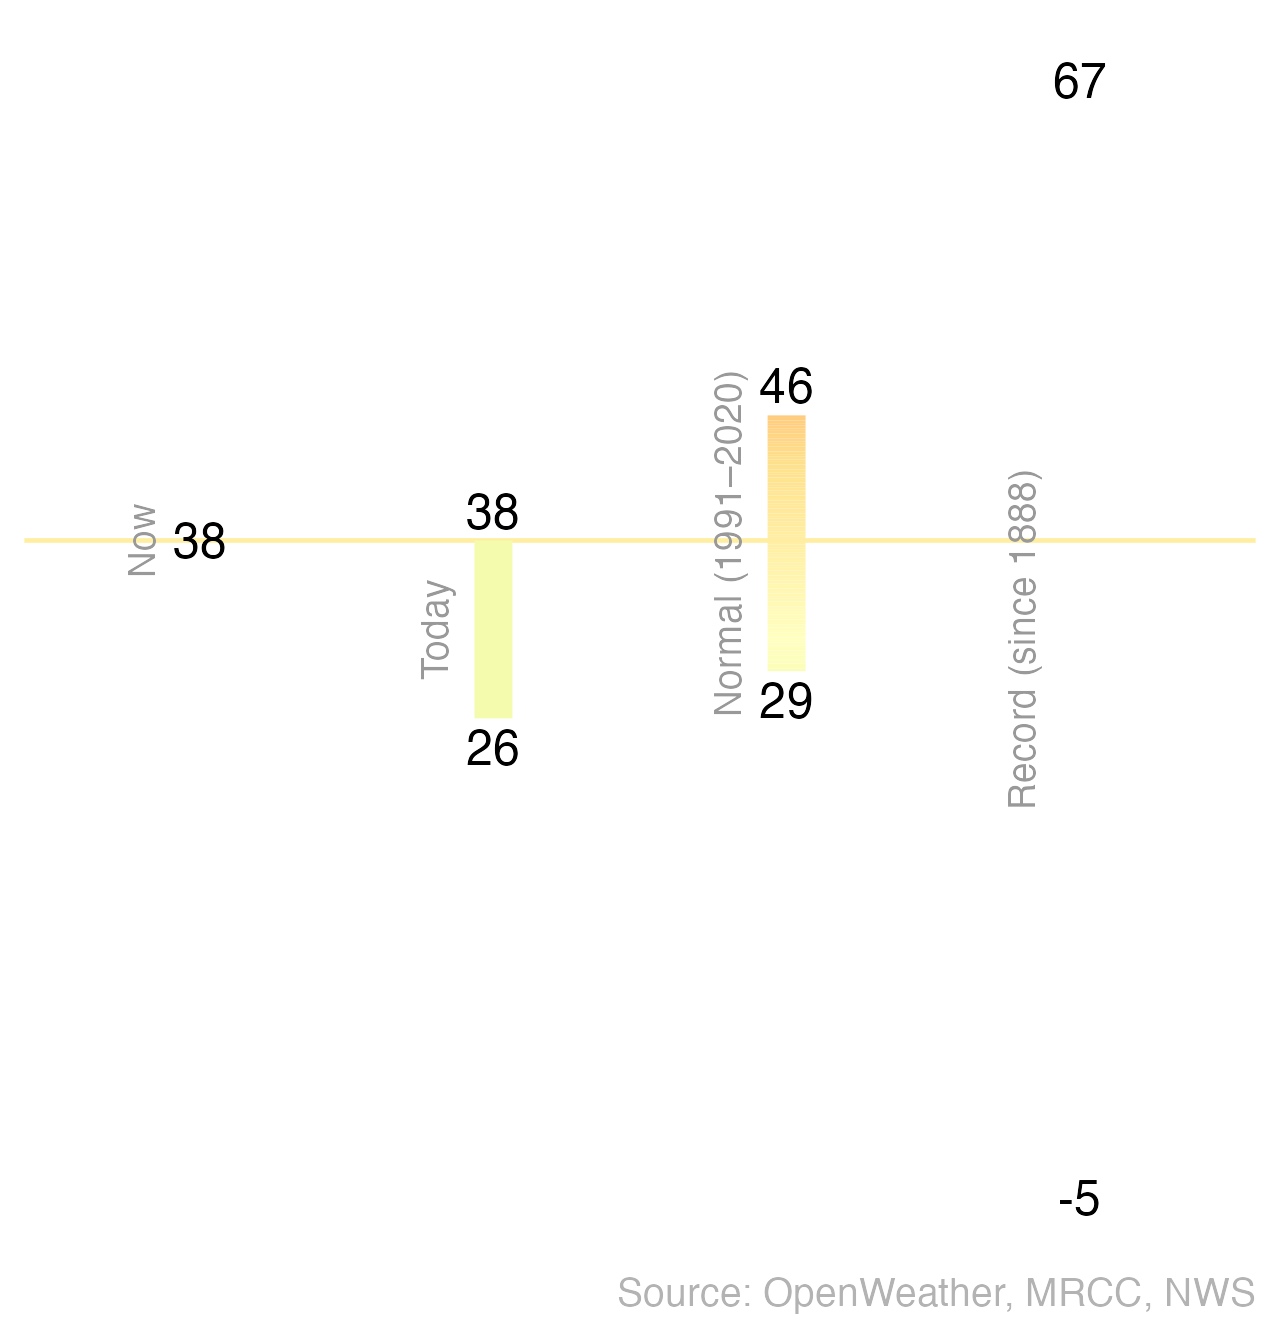 Now
38
Today
38
26
Normal (1991–2020)
46
29
Record (since 1888)
67
-5
Source: OpenWeather, MRCC, NWS